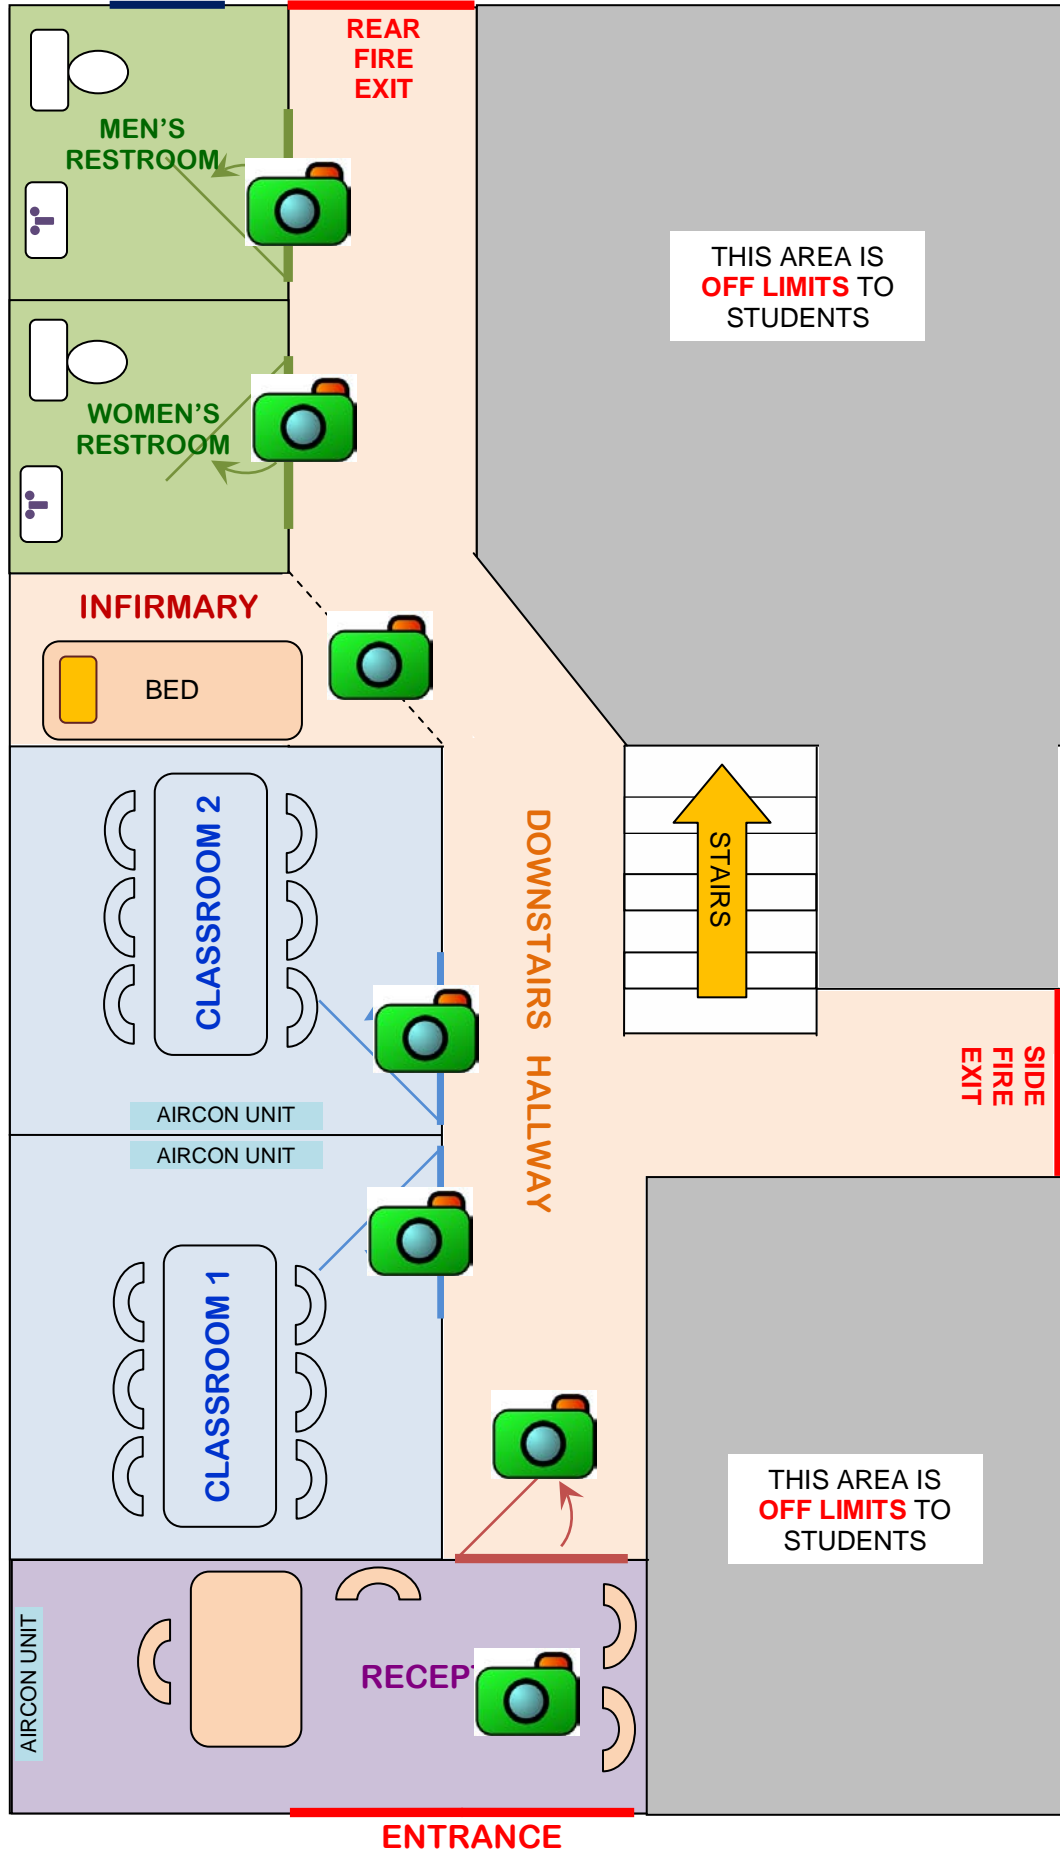 REAR
FIRE
EXIT
MEN'S
RESTROOM
THIS AREA IS
OFF LIMITS TO
STUDENTS
WOMEN'S
RESTROOM
INFIRMARY
BED
CLASSROOM 2
DOWNSTAIRS HALLWAY
STAIRS
SIDE
FIRE
EXIT
AIRCON UNIT
AIRCON UNIT
CLASSROOM 1
THIS AREA IS
OFF LIMITS TO
STUDENTS
AIRCON UNIT
ENTRANCE